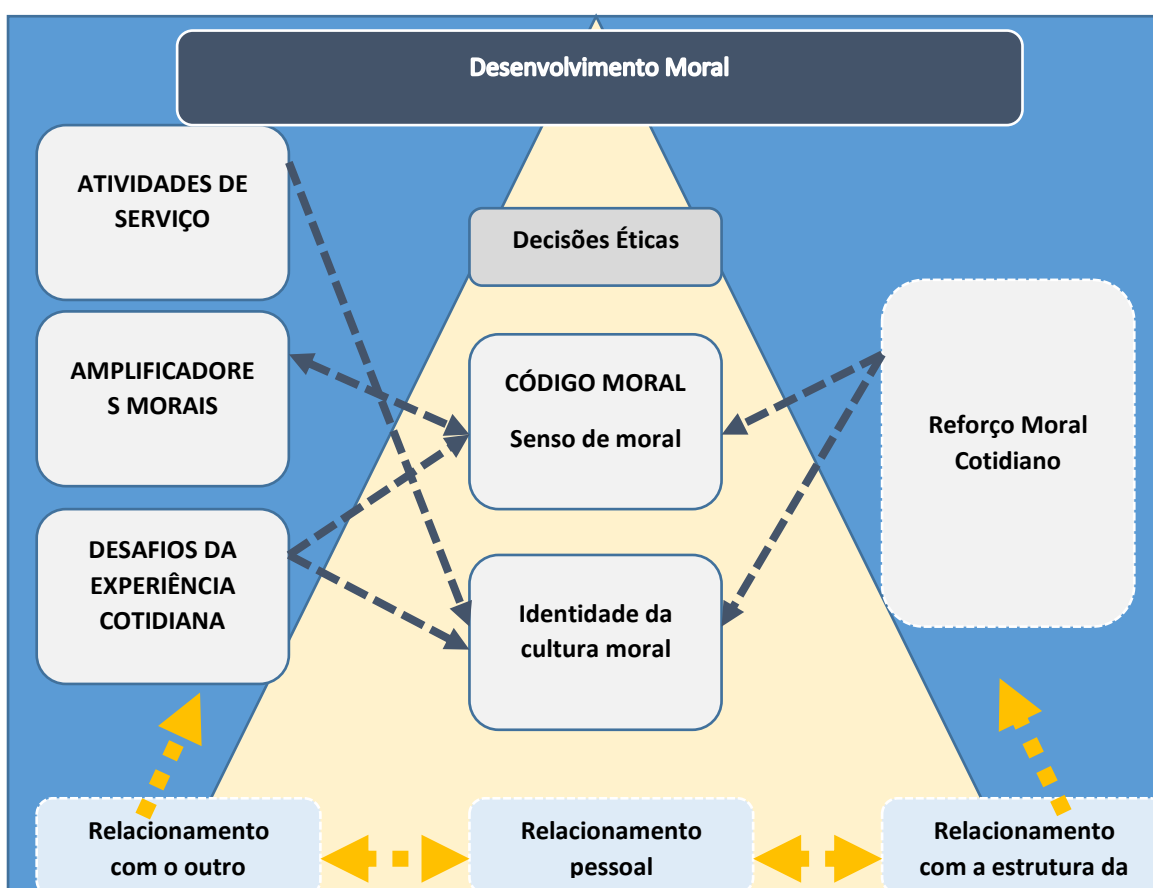 Desenvolvimento Moral
ATIVIDADES DE
SERVIÇO
Decisões Éticas
AMPLIFICADORE
S MORAIS
CÓDIGO MORAL
Senso de moral
Reforço Moral
Cotidiano
DESAFIOS DA
EXPERIÊNCIA
COTIDIANA
Identidade da
cultura moral
Relacionamento
com o outro
Relacionamento
pessoal
Relacionamento
com a estrutura da